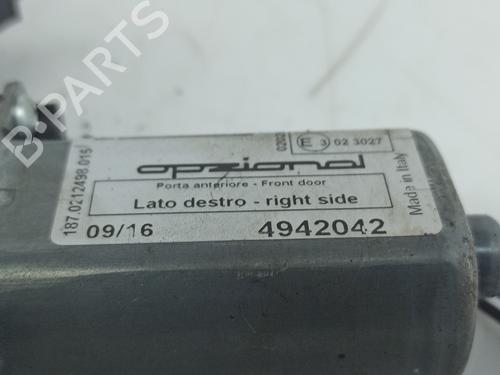 B-PARTS
187.0212498.015
opzional
0202
E 3 02 3027
Porta anteriore - Front door
Lato destro - right side
Made in Italy
09/16
4942042